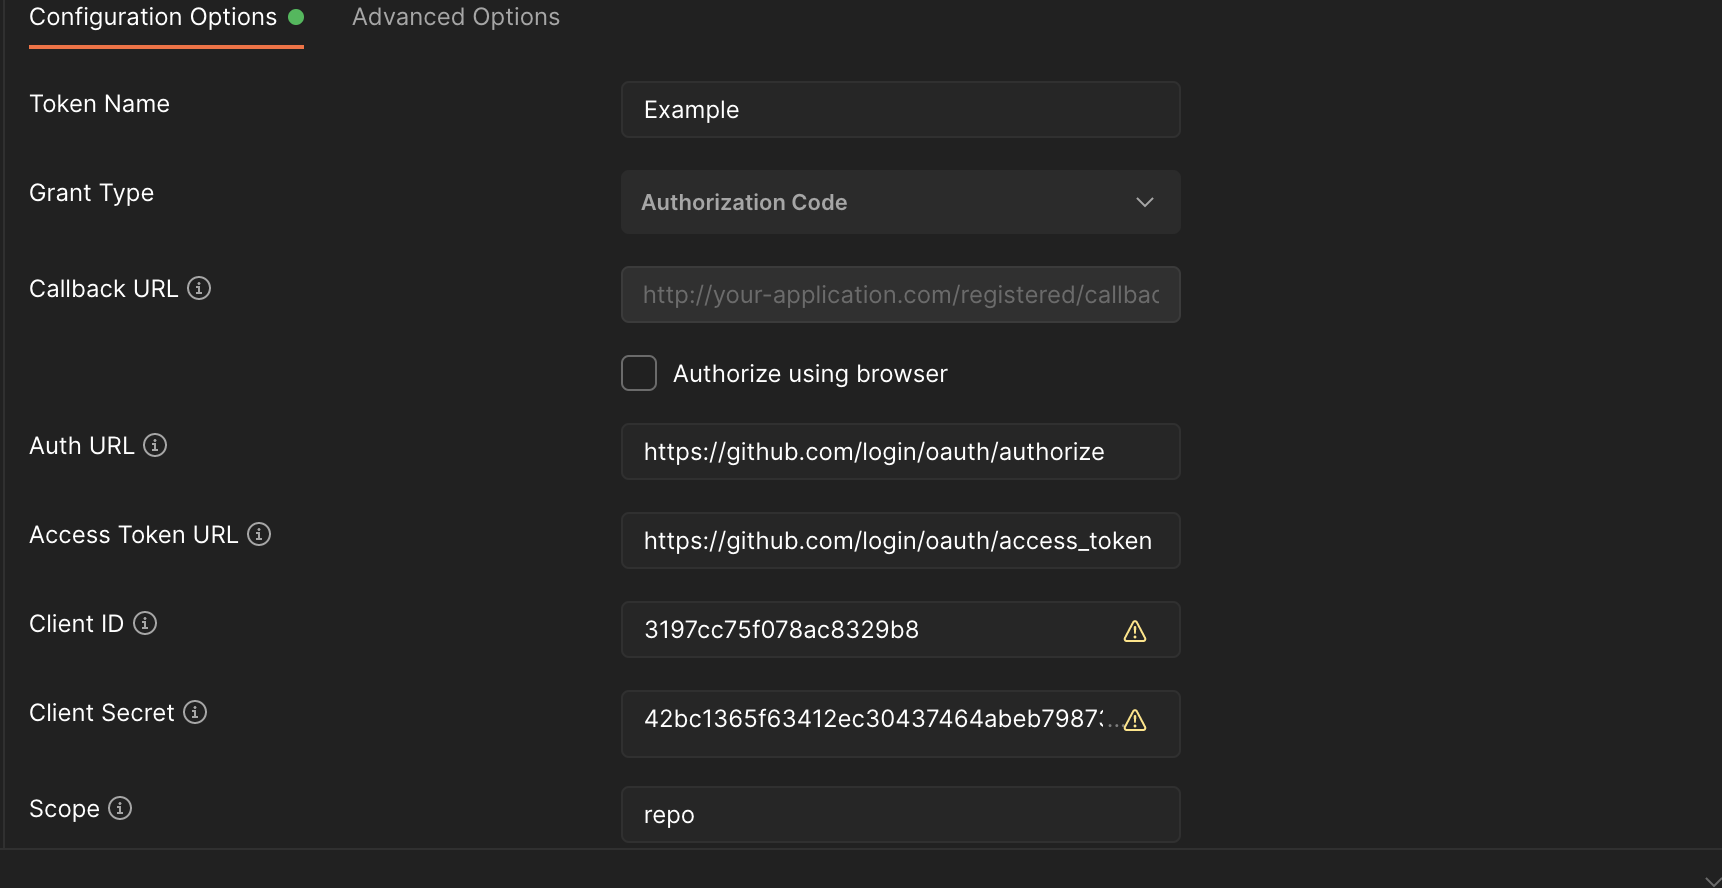 Configuration Options
Advanced Options
Token Name
Example
Grant Type
Authorization Code
Callback URL
http://your-application.com/registered/callbac
Authorize using browser
Auth URL
https://github.com/login/oauth/authorize
Access Token URL
https://github.com/login/oauth/access_token
Client ID
3197cc75f078ac8329b8
Client Secret
42bc1365f63412ec30437464abeb7987...
Scope
repo